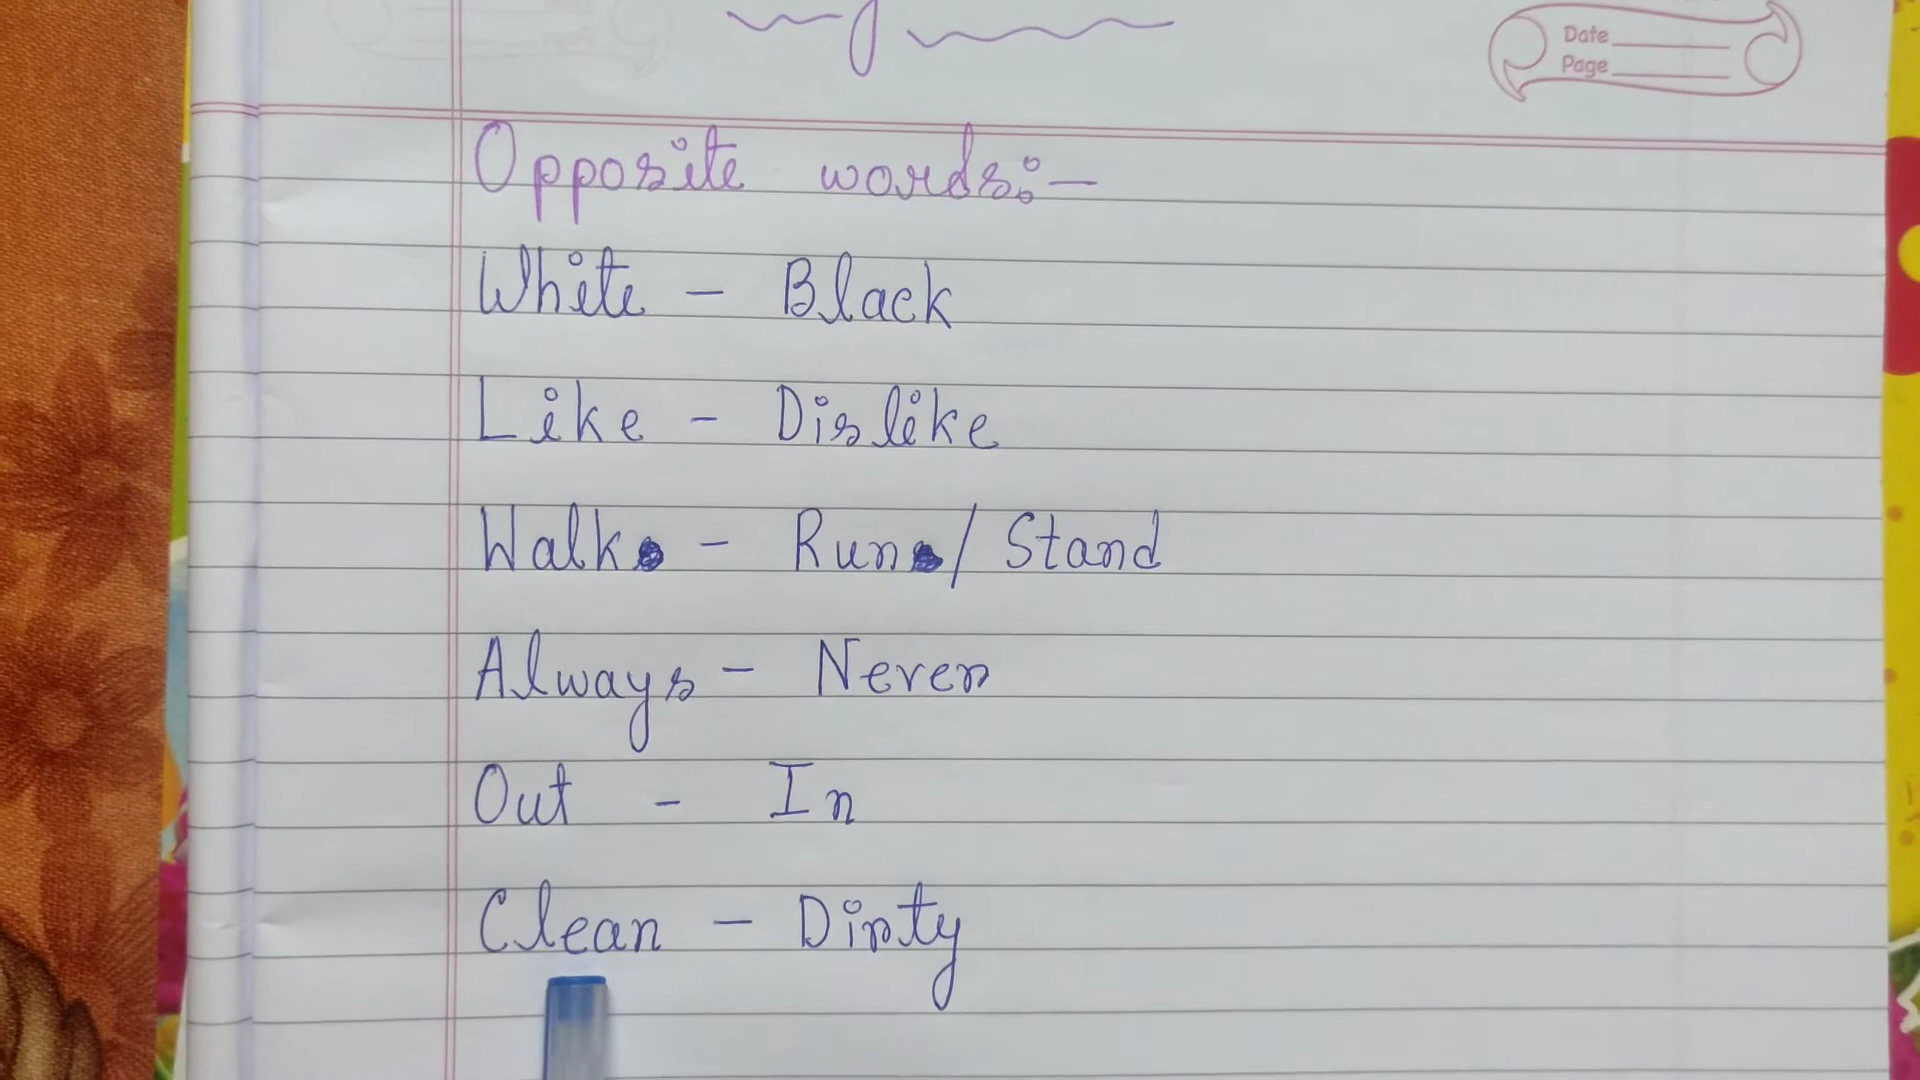 Date
Page
Opposite words:-
White - Black
Like - Dislike
Walk - Run / Stand
Always - Never
Out - In
Clean - Dirty